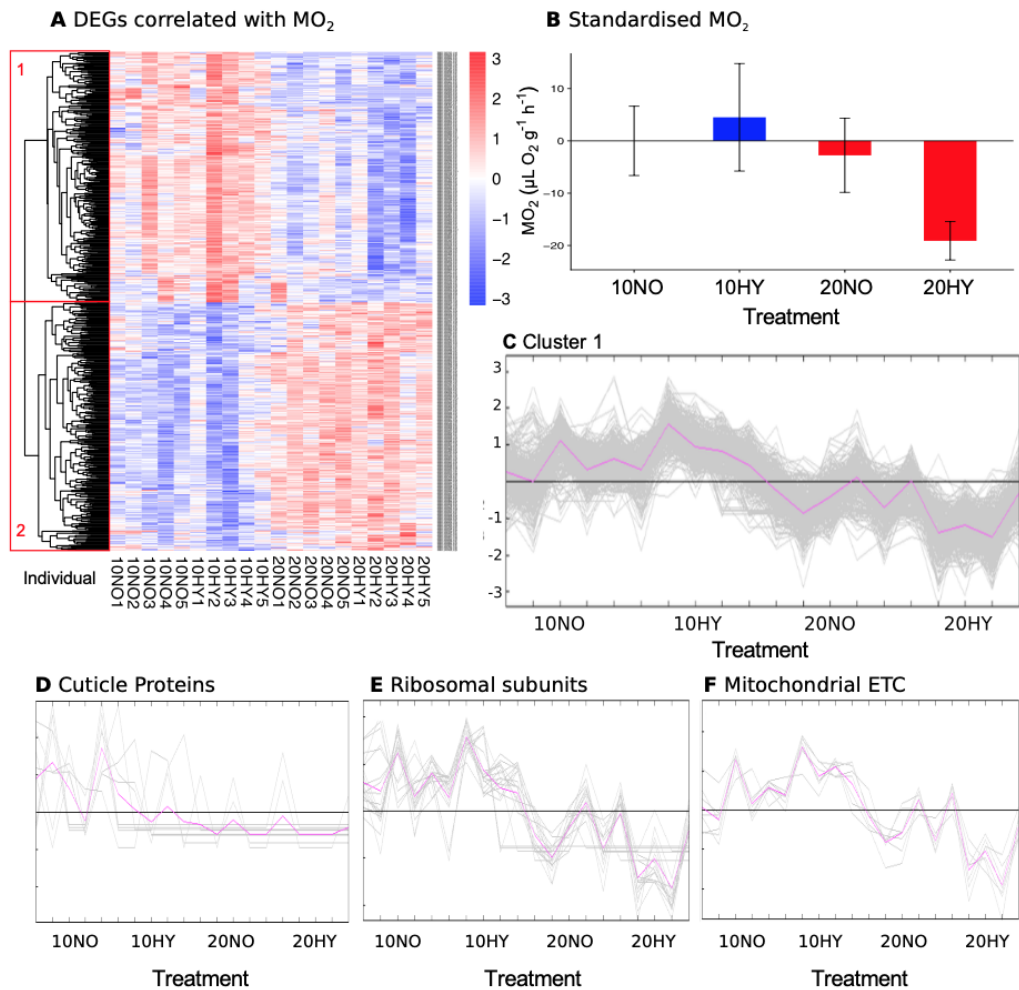 A DEGs correlated with MO2
1
2
3
2
1
0
−1
−2
−3
Individual
10NO1
10NO2
10NO3
10NO4
10NO5
10HY1
10HY2
10HY3
10HY4
10HY5
20NO1
20NO2
20NO3
20NO4
20NO5
20HY1
20HY2
20HY3
20HY4
20HY5
B Standardised MO2
MO2 (µL O2 g-1 h-1)
10
0
−10
−20
10NO 10HY 20NO 20HY
Treatment
C Cluster 1
3
2
1
0
-1
-2
-3
10NO 10HY 20NO 20HY
Treatment
D Cuticle Proteins
10NO 10HY 20NO 20HY
Treatment
E Ribosomal subunits
10NO 10HY 20NO 20HY
Treatment
F Mitochondrial ETC
10NO 10HY 20NO 20HY
Treatment